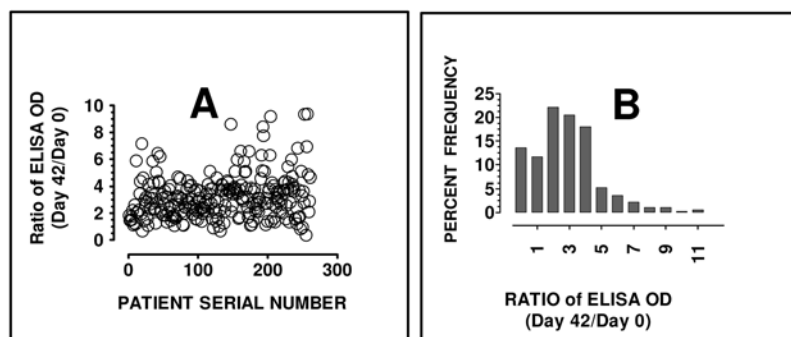 A
Ratio of ELISA OD
(Day 42/Day 0)
10
8
6
4
2
0
0 100 200 300
PATIENT SERIAL NUMBER
B
PERCENT FREQUENCY
25
20
15
10
5
0
1 3 5 7 9 11
RATIO of ELISA OD
(Day 42/Day 0)